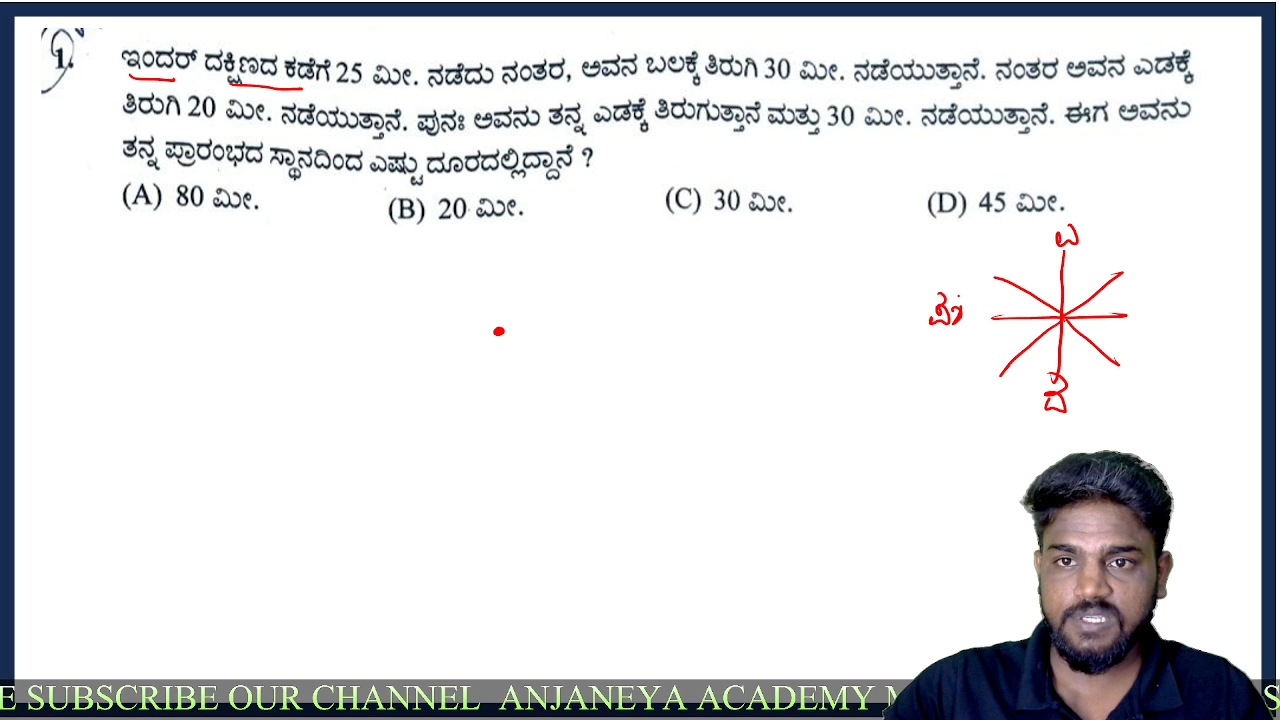 1. ಇಂದರ್ ದಕ್ಷಿಣದ ಕಡೆಗೆ 25 ಮೀ. ನಡೆದು ನಂತರ, ಅವನ ಬಲಕ್ಕೆ ತಿರುಗಿ 30 ಮೀ. ನಡೆಯುತ್ತಾನೆ. ನಂತರ ಅವನ ಎಡಕ್ಕೆ
ತಿರುಗಿ 20 ಮೀ. ನಡೆಯುತ್ತಾನೆ. ಪುನಃ ಅವನು ತನ್ನ ಎಡಕ್ಕೆ ತಿರುಗುತ್ತಾನೆ ಮತ್ತು 30 ಮೀ. ನಡೆಯುತ್ತಾನೆ. ಈಗ ಅವನು
ತನ್ನ ಪ್ರಾರಂಭದ ಸ್ಥಾನದಿಂದ ಎಷ್ಟು ದೂರದಲ್ಲಿದ್ದಾನೆ ?
(A) 80 ಮೀ. (B) 20 ಮೀ. (C) 30 ಮೀ. (D) 45 ಮೀ.
ದ
E SUBSCRIBE OUR CHANNEL ANJANEYA ACADEMY